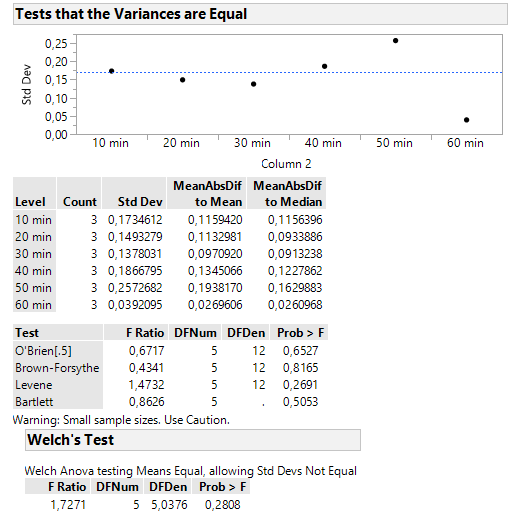 Tests that the Variances are Equal
0,25
0,20
0,15
0,10
0,05
0,00
Std Dev
10 min 20 min 30 min 40 min 50 min 60 min
Column 2
MeanAbsDif MeanAbsDif
Level Count Std Dev to Mean to Median
10 min 3 0,1734612 0,1159420 0,1156396
20 min 3 0,1493279 0,1132981 0,0933886
30 min 3 0,1378031 0,0970920 0,0913238
40 min 3 0,1866795 0,1345066 0,1227862
50 min 3 0,2572682 0,1938170 0,1629883
60 min 3 0,0392095 0,0269606 0,0260968
Test F Ratio DFNum DFDen Prob > F
O'Brien[.5] 0,6717 5 12 0,6527
Brown-Forsythe 0,4341 5 12 0,8165
Levene 1,4732 5 12 0,2691
Bartlett 0,8626 5 . 0,5053
Warning: Small sample sizes. Use Caution.
Welch's Test
Welch Anova testing Means Equal, allowing Std Devs Not Equal
F Ratio DFNum DFDen Prob > F
1,7271 5 5,0376 0,2808